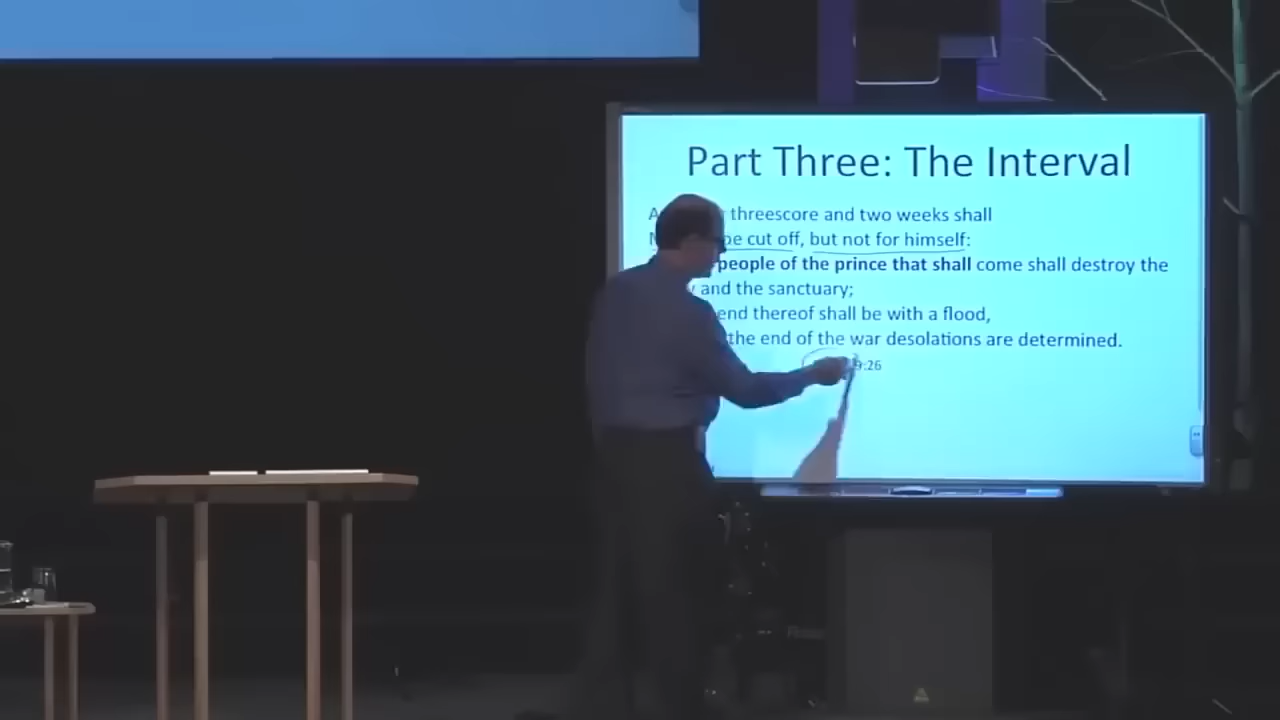 Part Three: The Interval
threescore and two weeks shall
be cut off, but not for himself:
people of the prince that shall come shall destroy the
and the sanctuary;
end thereof shall be with a flood,
the end of the war desolations are determined.
9:26